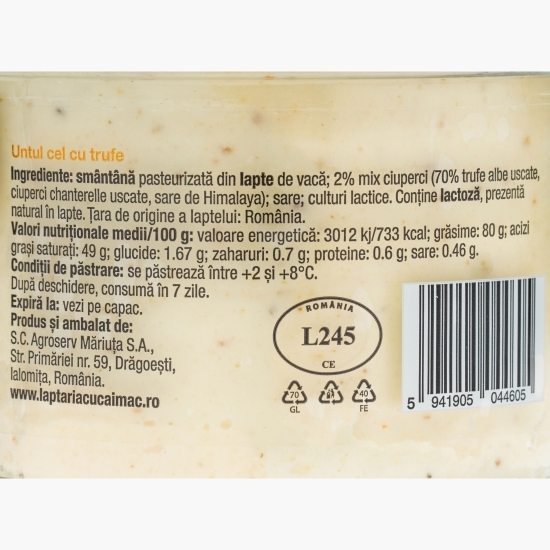 Untul cel cu trufe
Ingrediente: smântână pasteurizată din lapte de vacă; 2% mix ciuperci (70% trufe albe uscate,
ciuperci chanterelle uscate, sare de Himalaya); sare; culturi lactice. Conține lactoză, prezentă
natural în lapte. Țara de origine a laptelui: România.
Valori nutriționale medii/100 g: valoare energetică: 3012 kj/733 kcal; grăsime: 80 g; acizi
grași saturați: 49 g; glucide: 1.67 g; zaharuri: 0.7 g; proteine: 0.6 g; sare: 0.46 g.
Condiții de păstrare: se păstrează între +2 și +8°C.
După deschidere, consumă în 7 zile.
Expiră la: vezi pe capac.
Produs și ambalat de:
S.C. Agroserv Măriuța S.A.,
Str. Primăriei nr. 59, Drăgoești,
Ialomița, România.
www.laptariacucaimac.ro
ROMÂNIA
L245
CE
70
GL
40
FE
5 941905 044605